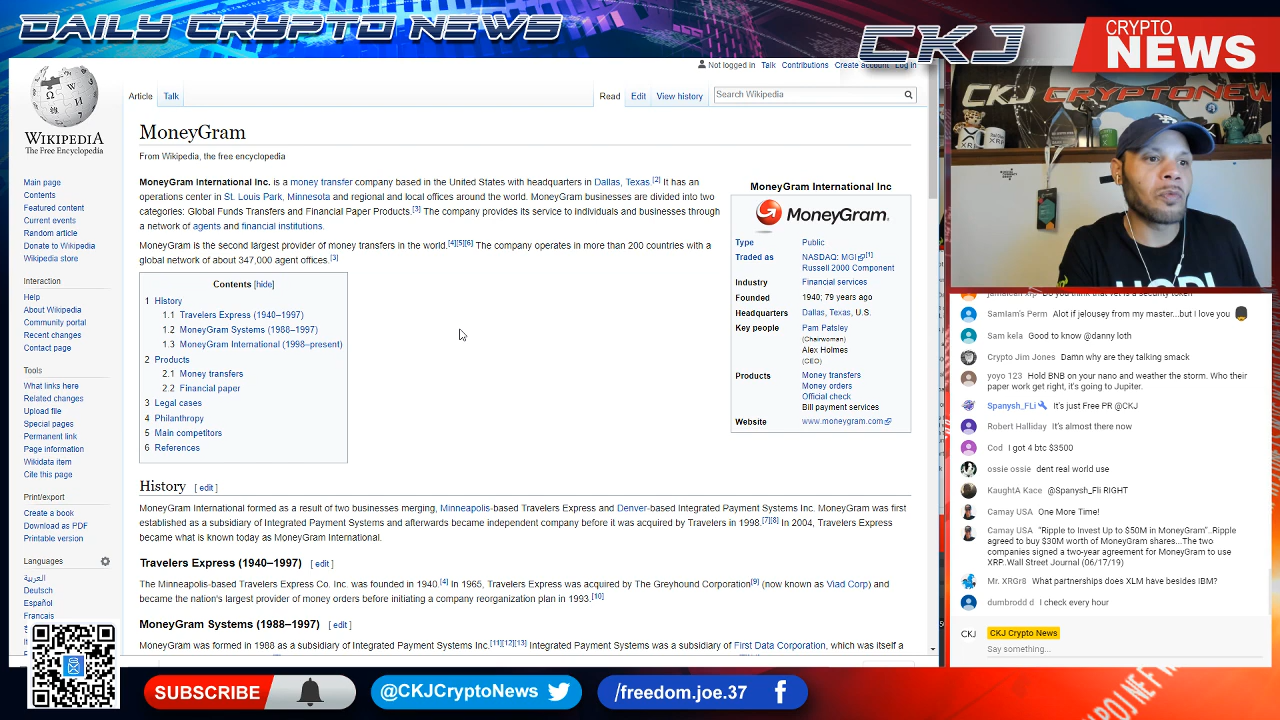 DAILY CRYPTO NEWS
CKJ
CRYPTO
NEWS
CKJ CRYPTONEW
Not logged in Talk Contributions Create account Log in
Article Talk
Read Edit View history
Search Wikipedia
WIKIPEDIA
The Free Encyclopedia
Main page
Contents
Featured content
Current events
Random article
Donate to Wikipedia
Wikipedia store
Interaction
Help
About Wikipedia
Community portal
Recent changes
Contact page
Tools
What links here
Related changes
Upload file
Special pages
Permanent link
Page information
Wikidata item
Cite this page
Print/export
Create a book
Download as PDF
Printable version
Languages
العربية
Deutsch
Español
Français
MoneyGram
From Wikipedia, the free encyclopedia
MoneyGram International Inc. is a money transfer company based in the United States with headquarters in Dallas, Texas.[2] It has an
operations center in St. Louis Park, Minnesota and regional and local offices around the world. MoneyGram businesses are divided into two
categories: Global Funds Transfers and Financial Paper Products.[3] The company provides its service to individuals and businesses through
a network of agents and financial institutions.
MoneyGram is the second largest provider of money transfers in the world.[4][5][6] The company operates in more than 200 countries with a
global network of about 347,000 agent offices.[3]
Contents [hide]
1 History
1.1 Travelers Express (1940–1997)
1.2 MoneyGram Systems (1988–1997)
1.3 MoneyGram International (1998–present)
2 Products
2.1 Money transfers
2.2 Financial paper
3 Legal cases
4 Philanthropy
5 Main competitors
6 References
MoneyGram International Inc
MoneyGram.
Type Public
Traded as NASDAQ: MGI[1]
Russell 2000 Component
Industry Financial services
Founded 1940; 79 years ago
Headquarters Dallas, Texas, U.S.
Key people Pam Patsley
(Chairwoman)
Alex Holmes
(CEO)
Products Money transfers
Money orders
Official check
Bill payment services
Website www.moneygram.com
History [ edit ]
MoneyGram International formed as a result of two businesses merging, Minneapolis-based Travelers Express and Denver-based Integrated Payment Systems Inc. MoneyGram was first
established as a subsidiary of Integrated Payment Systems and afterwards became independent company before it was acquired by Travelers in 1998.[7][8] In 2004, Travelers Express
became what is known today as MoneyGram International.
Travelers Express (1940–1997) [ edit ]
The Minneapolis-based Travelers Express Co. Inc. was founded in 1940.[4] In 1965, Travelers Express was acquired by The Greyhound Corporation[9] (now known as Viad Corp) and
became the nation's largest provider of money orders before initiating a company reorganization plan in 1993.[10]
MoneyGram Systems (1988–1997) [ edit ]
MoneyGram was formed in 1988 as a subsidiary of Integrated Payment Systems Inc.[11][12][13] Integrated Payment Systems was a subsidiary of First Data Corporation, which was itself a
jamaican xrp Do you think that vet is a security token
SamIam's Perm Alot if jelousey from my master...but I love you
Sam kela Good to know @danny loth
Crypto Jim Jones Damn why are they talking smack
yoyo 123 Hold BNB on your nano and weather the storm. Who their
paper work get right, it's going to Jupiter.
Spanysh_FLi It's just Free PR @CKJ
Robert Halliday It's almost there now
Cod I got 4 btc $3500
ossie ossie dent real world use
KaughtA Kace @Spanysh_Fli RIGHT
Camay USA One More Time!
Camay USA "Ripple to Invest Up to $50M in MoneyGram"..Ripple
agreed to buy $30M worth of MoneyGram shares...The two
companies signed a two-year agreement for MoneyGram to use
XRP..Wall Street Journal (06/17/19)
Mr. XRGr8 What partnerships does XLM have besides IBM?
dumbrodd d I check every hour
CKJ CKJ Crypto News
Say something...
SUBSCRIBE
@CKJCryptoNews
/freedom.joe.37